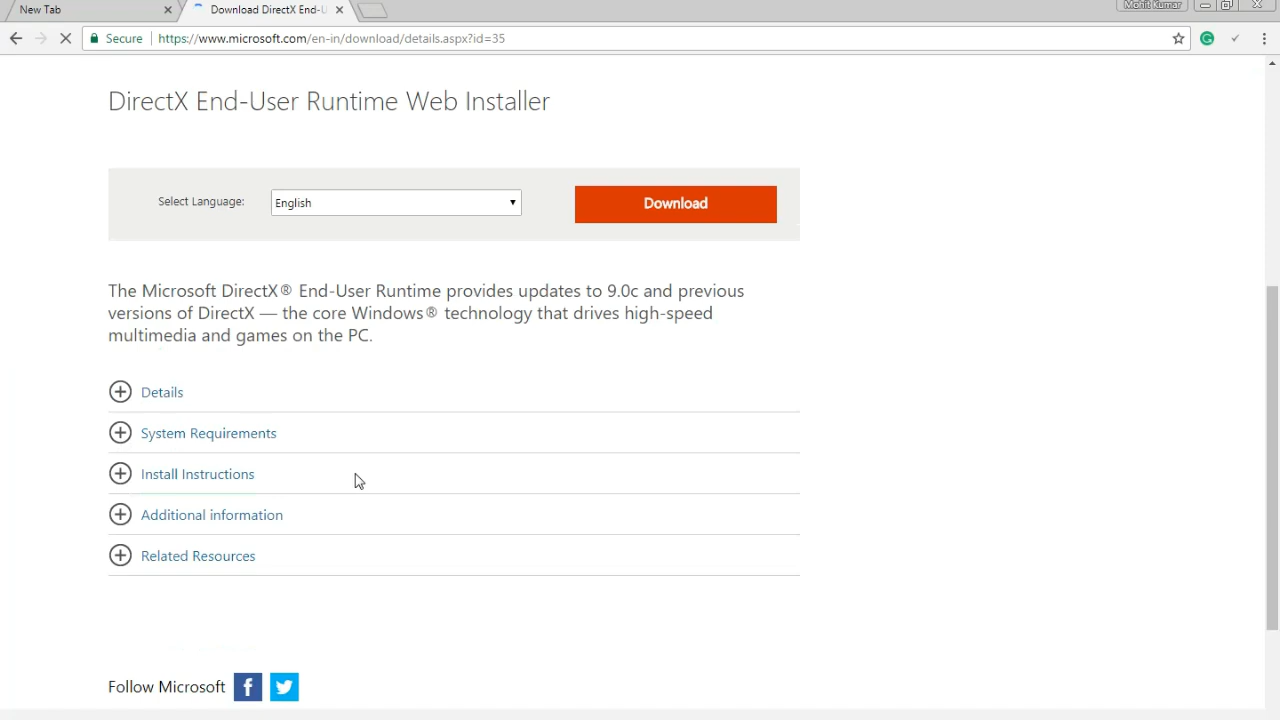 New Tab
Download DirectX End-U
Mohit Kumar
Secure
https://www.microsoft.com/en-in/download/details.aspx?id=35
DirectX End-User Runtime Web Installer
Select Language:
English
Download
The Microsoft DirectX® End-User Runtime provides updates to 9.0c and previous
versions of DirectX — the core Windows® technology that drives high-speed
multimedia and games on the PC.
Details
System Requirements
Install Instructions
Additional information
Related Resources
Follow Microsoft